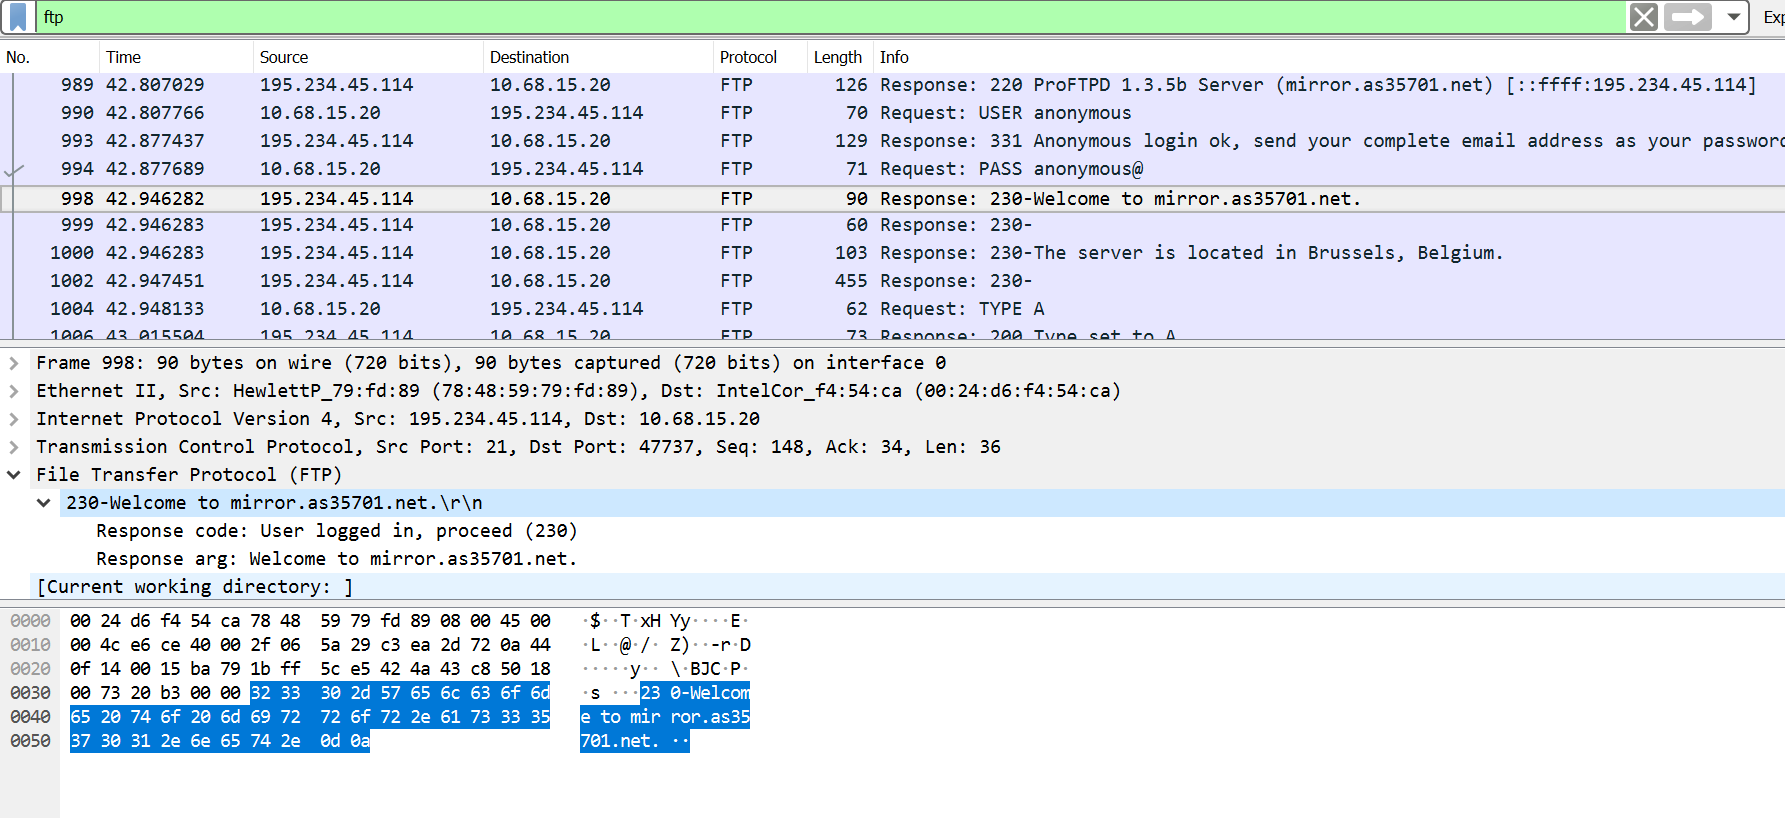 ftp Exp
No. Time Source Destination Protocol Length Info
989 42.807029 195.234.45.114 10.68.15.20 FTP 126 Response: 220 ProFTPD 1.3.5b Server (mirror.as35701.net) [::ffff:195.234.45.114]
990 42.807766 10.68.15.20 195.234.45.114 FTP 70 Request: USER anonymous
993 42.877437 195.234.45.114 10.68.15.20 FTP 129 Response: 331 Anonymous login ok, send your complete email address as your password
994 42.877689 10.68.15.20 195.234.45.114 FTP 71 Request: PASS anonymous@
998 42.946282 195.234.45.114 10.68.15.20 FTP 90 Response: 230-Welcome to mirror.as35701.net.
999 42.946283 195.234.45.114 10.68.15.20 FTP 60 Response: 230-
1000 42.946283 195.234.45.114 10.68.15.20 FTP 103 Response: 230-The server is located in Brussels, Belgium.
1002 42.947451 195.234.45.114 10.68.15.20 FTP 455 Response: 230-
1004 42.948133 10.68.15.20 195.234.45.114 FTP 62 Request: TYPE A
1006 43.015504 195.234.45.114 10.68.15.20 FTP 73 Response: 200 Type set to A
Frame 998: 90 bytes on wire (720 bits), 90 bytes captured (720 bits) on interface 0
Ethernet II, Src: HewlettP_79:fd:89 (78:48:59:79:fd:89), Dst: IntelCor_f4:54:ca (00:24:d6:f4:54:ca)
Internet Protocol Version 4, Src: 195.234.45.114, Dst: 10.68.15.20
Transmission Control Protocol, Src Port: 21, Dst Port: 47737, Seq: 148, Ack: 34, Len: 36
File Transfer Protocol (FTP)
230-Welcome to mirror.as35701.net.\r\n
Response code: User logged in, proceed (230)
Response arg: Welcome to mirror.as35701.net.
[Current working directory: ]
0000 00 24 d6 f4 54 ca 78 48 59 79 fd 89 08 00 45 00 ·$··T·xH Yy····E·
0010 00 4c e6 ce 40 00 2f 06 5a 29 c3 ea 2d 72 0a 44 ·L··@·/· Z)··-r·D
0020 0f 14 00 15 ba 79 1b ff 5c e5 42 4a 43 c8 50 18 ·····y·· \·BJC·P·
0030 00 73 20 b3 00 00 32 33 30 2d 57 65 6c 63 6f 6d ·s ···23 0-Welcom
0040 65 20 74 6f 20 6d 69 72 72 6f 72 2e 61 73 33 35 e to mir ror.as35
0050 37 30 31 2e 6e 65 74 2e 0d 0a 701.net. ··